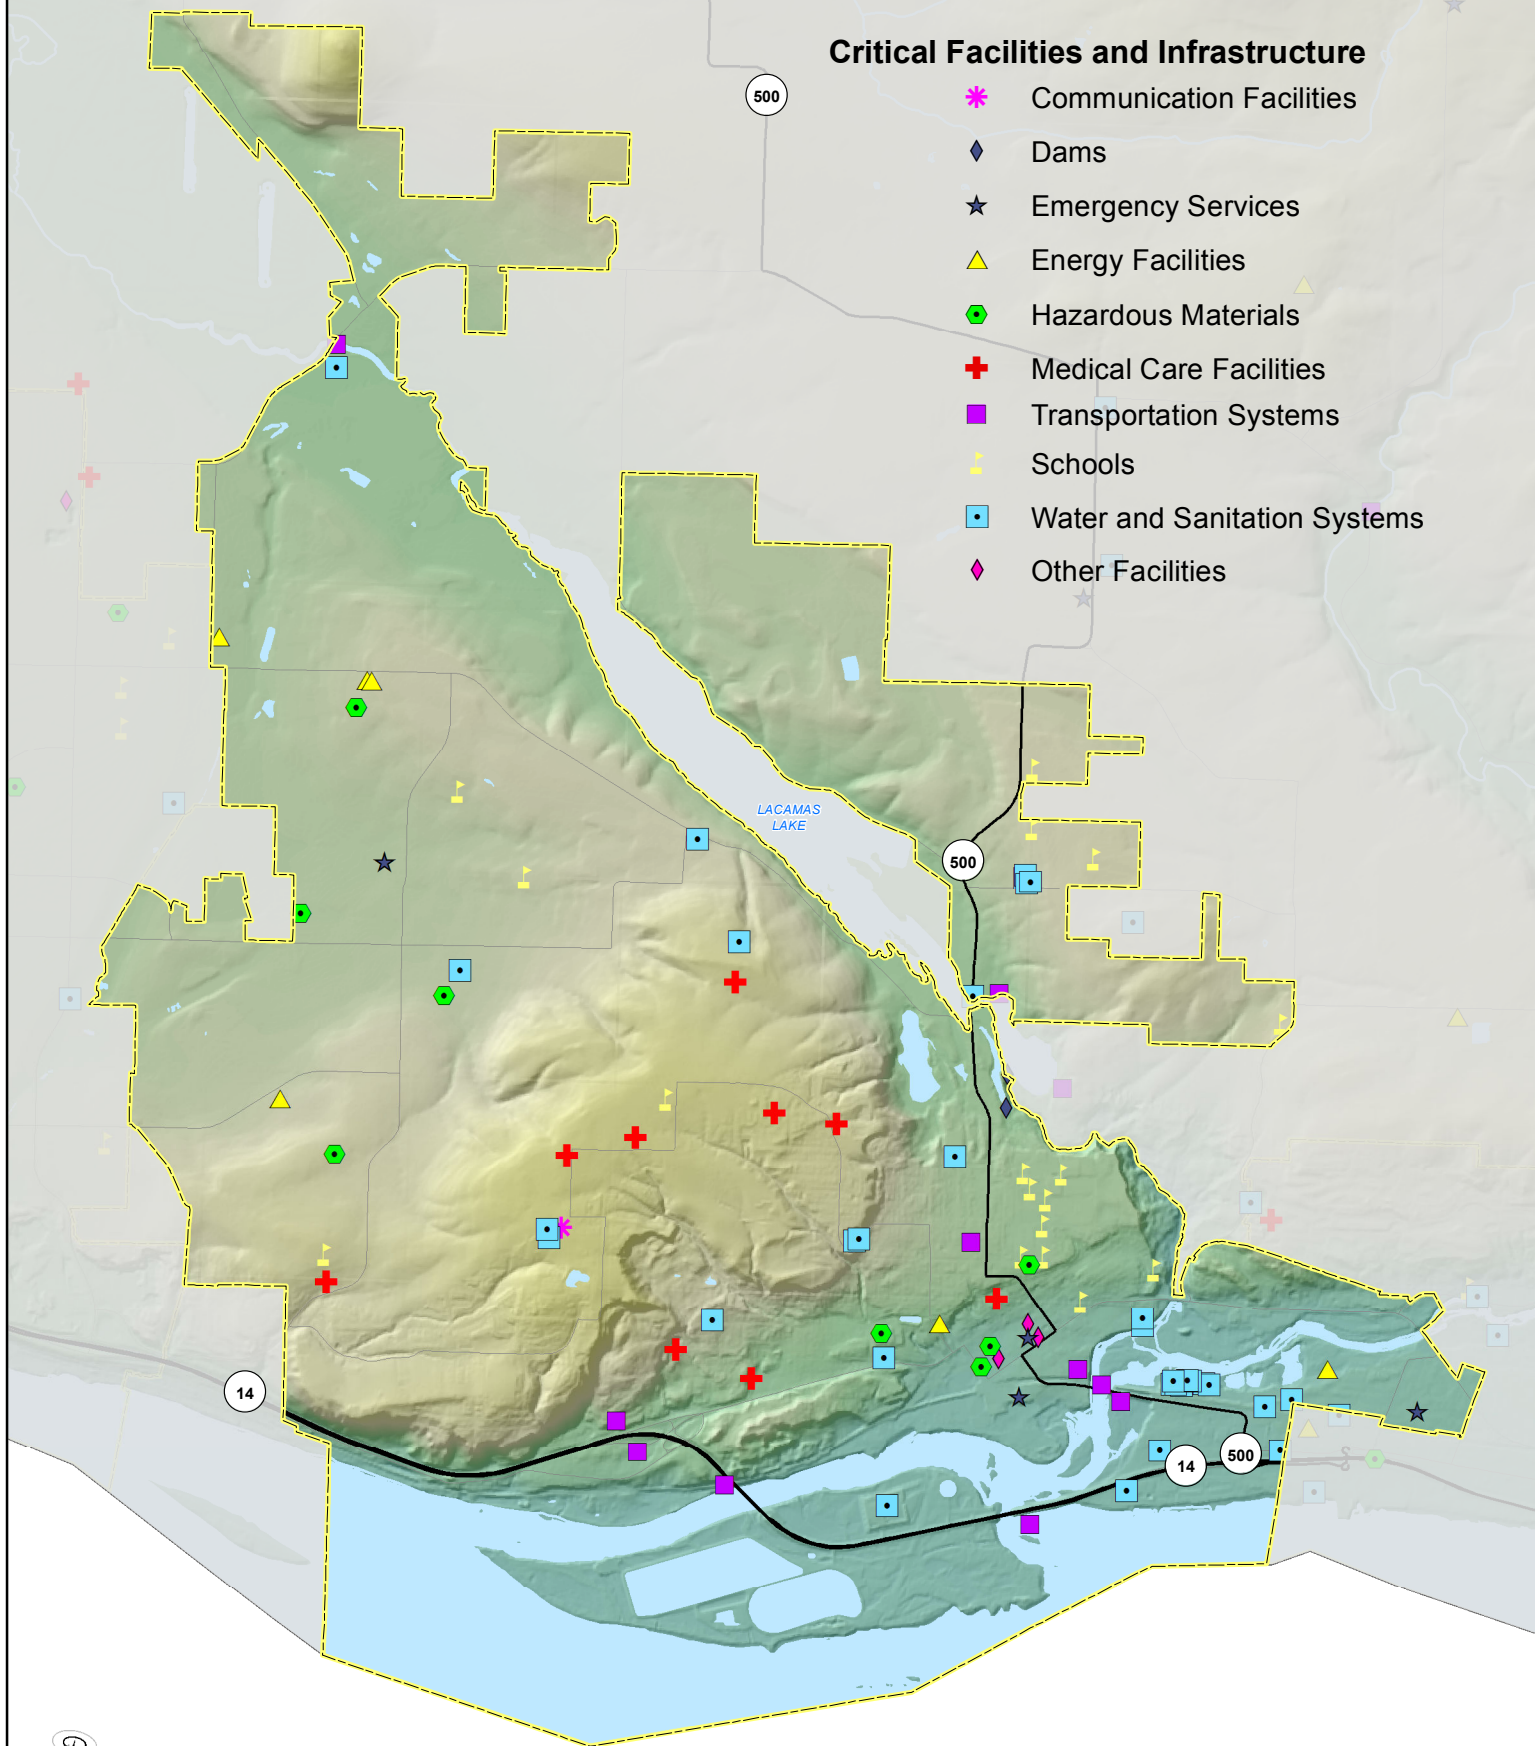 Critical Facilities and Infrastructure
500
Communication Facilities
Dams
Emergency Services
Energy Facilities
Hazardous Materials
Medical Care Facilities
Transportation Systems
Schools
Water and Sanitation Systems
Other Facilities
LACAMAS
LAKE
500
14
500
14